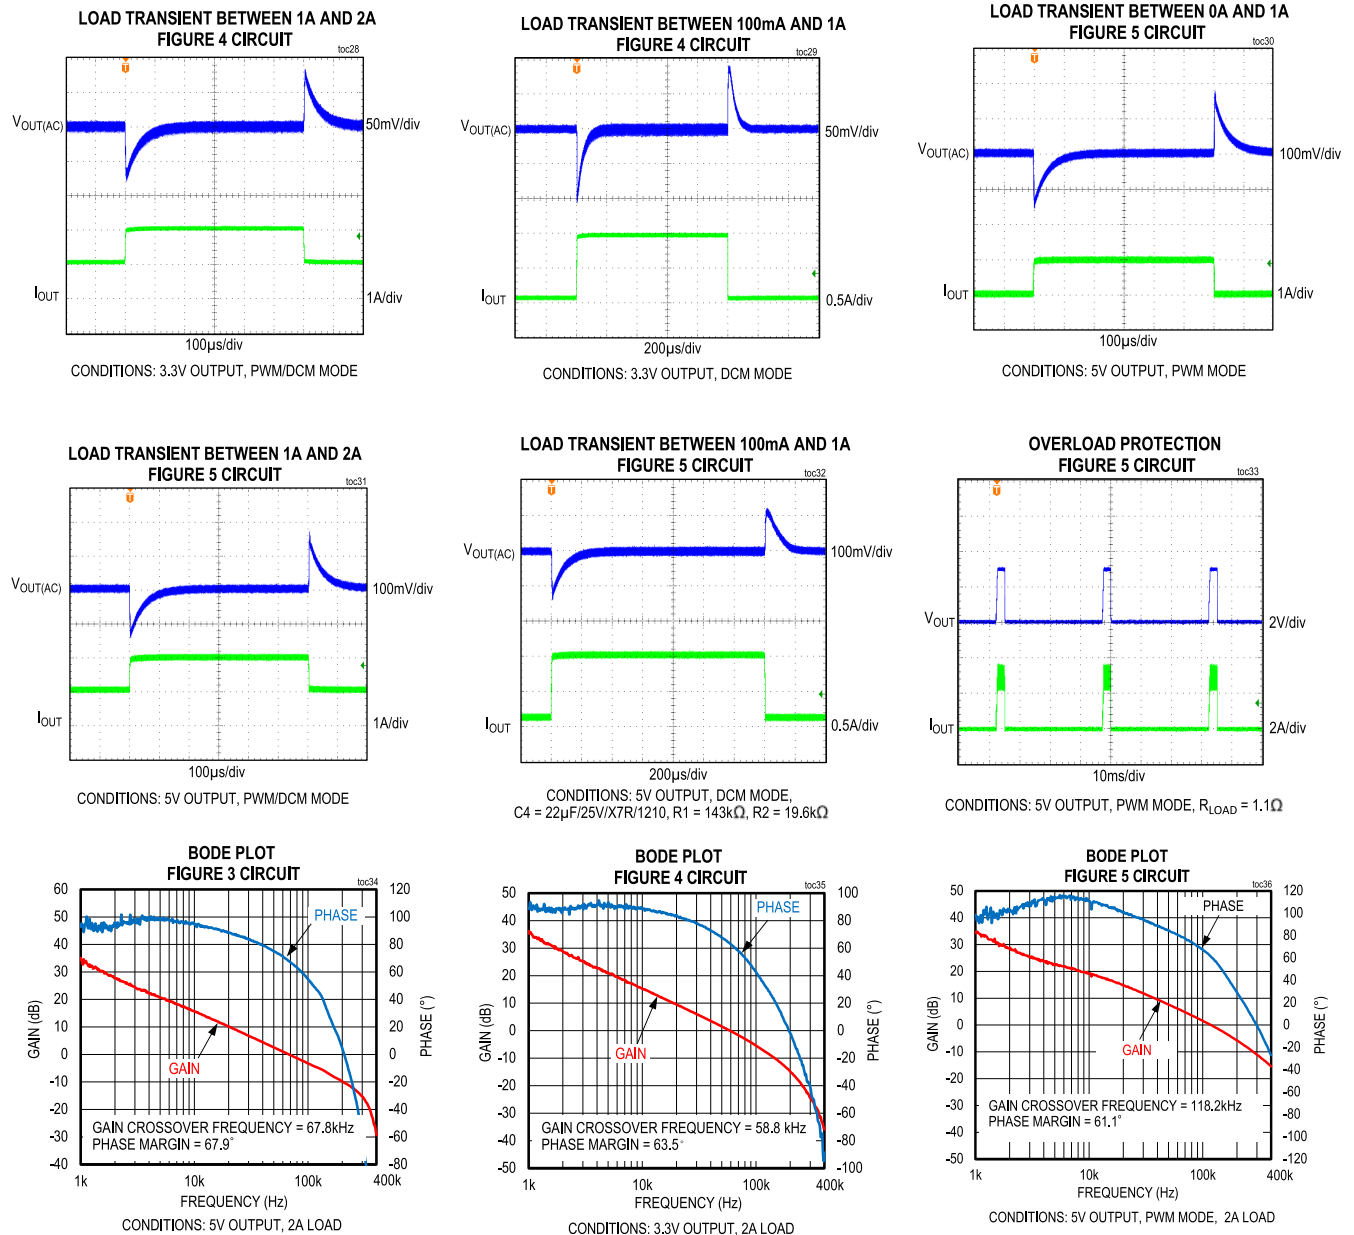 LOAD TRANSIENT BETWEEN 1A AND 2A
FIGURE 4 CIRCUIT
toc28
T
VOUT(AC)
50mV/div
IOUT
1A/div
100µs/div
CONDITIONS: 3.3V OUTPUT, PWM/DCM MODE
LOAD TRANSIENT BETWEEN 100mA AND 1A
FIGURE 4 CIRCUIT
toc29
T
VOUT(AC)
50mV/div
IOUT
0.5A/div
200µs/div
CONDITIONS: 3.3V OUTPUT, DCM MODE
LOAD TRANSIENT BETWEEN 0A AND 1A
FIGURE 5 CIRCUIT
toc30
T
VOUT(AC)
100mV/div
IOUT
1A/div
100µs/div
CONDITIONS: 5V OUTPUT, PWM MODE
LOAD TRANSIENT BETWEEN 1A AND 2A
FIGURE 5 CIRCUIT
toc31
T
VOUT(AC)
100mV/div
IOUT
1A/div
100µs/div
CONDITIONS: 5V OUTPUT, PWM/DCM MODE
LOAD TRANSIENT BETWEEN 100mA AND 1A
FIGURE 5 CIRCUIT
toc32
T
VOUT(AC)
100mV/div
IOUT
0.5A/div
200µs/div
CONDITIONS: 5V OUTPUT, DCM MODE,
C4 = 22µF/25V/X7R/1210, R1 = 143kΩ, R2 = 19.6kΩ
OVERLOAD PROTECTION
FIGURE 5 CIRCUIT
toc33
T
VOUT
2V/div
IOUT
2A/div
10ms/div
CONDITIONS: 5V OUTPUT, PWM MODE, RLOAD = 1.1Ω
BODE PLOT
FIGURE 3 CIRCUIT
toc34
60
50
40
30
20
10
0
-10
-20
-30
-40
GAIN (dB)
120
100
80
60
40
20
0
-20
-40
-60
-80
PHASE (°)
PHASE
GAIN
GAIN CROSSOVER FREQUENCY = 67.8kHz
PHASE MARGIN = 67.9°
1k
10k
100k
400k
FREQUENCY (Hz)
CONDITIONS: 5V OUTPUT, 2A LOAD
BODE PLOT
FIGURE 4 CIRCUIT
toc35
50
40
30
20
10
0
-10
-20
-30
-40
-50
GAIN (dB)
100
80
60
40
20
0
-20
-40
-60
-80
-100
PHASE (°)
PHASE
GAIN
GAIN CROSSOVER FREQUENCY = 58.8 kHz
PHASE MARGIN = 63.5°
1k
10k
100k
400k
FREQUENCY (Hz)
CONDITIONS: 3.3V OUTPUT, 2A LOAD
BODE PLOT
FIGURE 5 CIRCUIT
toc36
50
40
30
20
10
0
-10
-20
-30
-40
-50
GAIN (dB)
120
100
80
60
40
20
0
-20
-40
-60
-80
-100
-120
PHASE (°)
PHASE
GAIN
GAIN CROSSOVER FREQUENCY = 118.2kHz
PHASE MARGIN = 61.1°
1k
10k
100k
400k
FREQUENCY (Hz)
CONDITIONS: 5V OUTPUT, PWM MODE, 2A LOAD